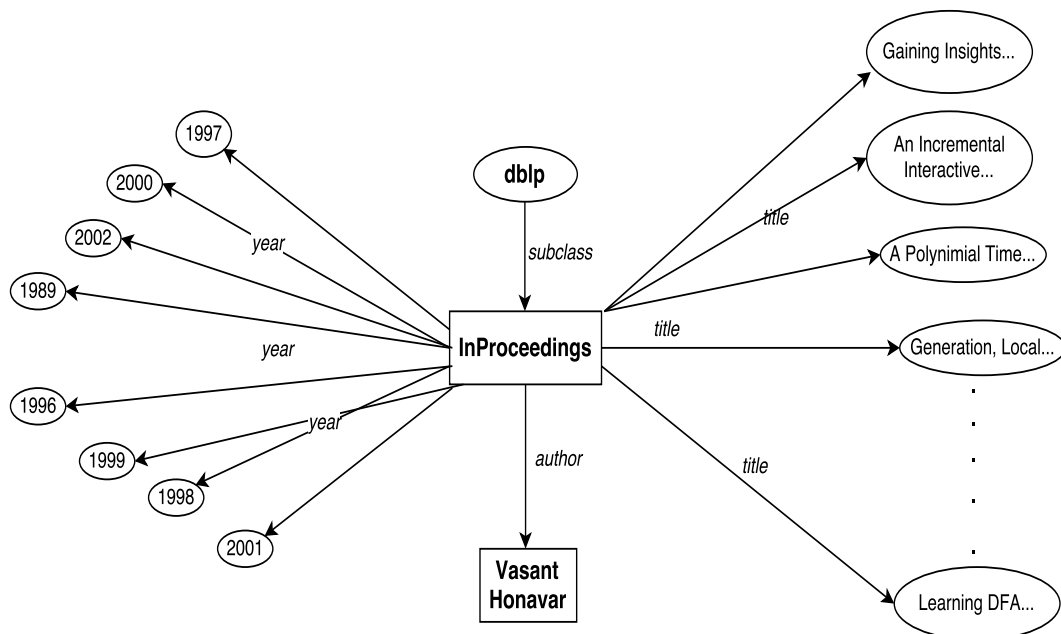 Gaining Insights...
1997
An Incremental
Interactive...
dblp
2000
title
2002
year
subclass
A Polynimial Time...
1989
title
year
InProceedings
Generation, Local...
1996
year
1999
author
title
1998
2001
Vasant
Honavar
Learning DFA...